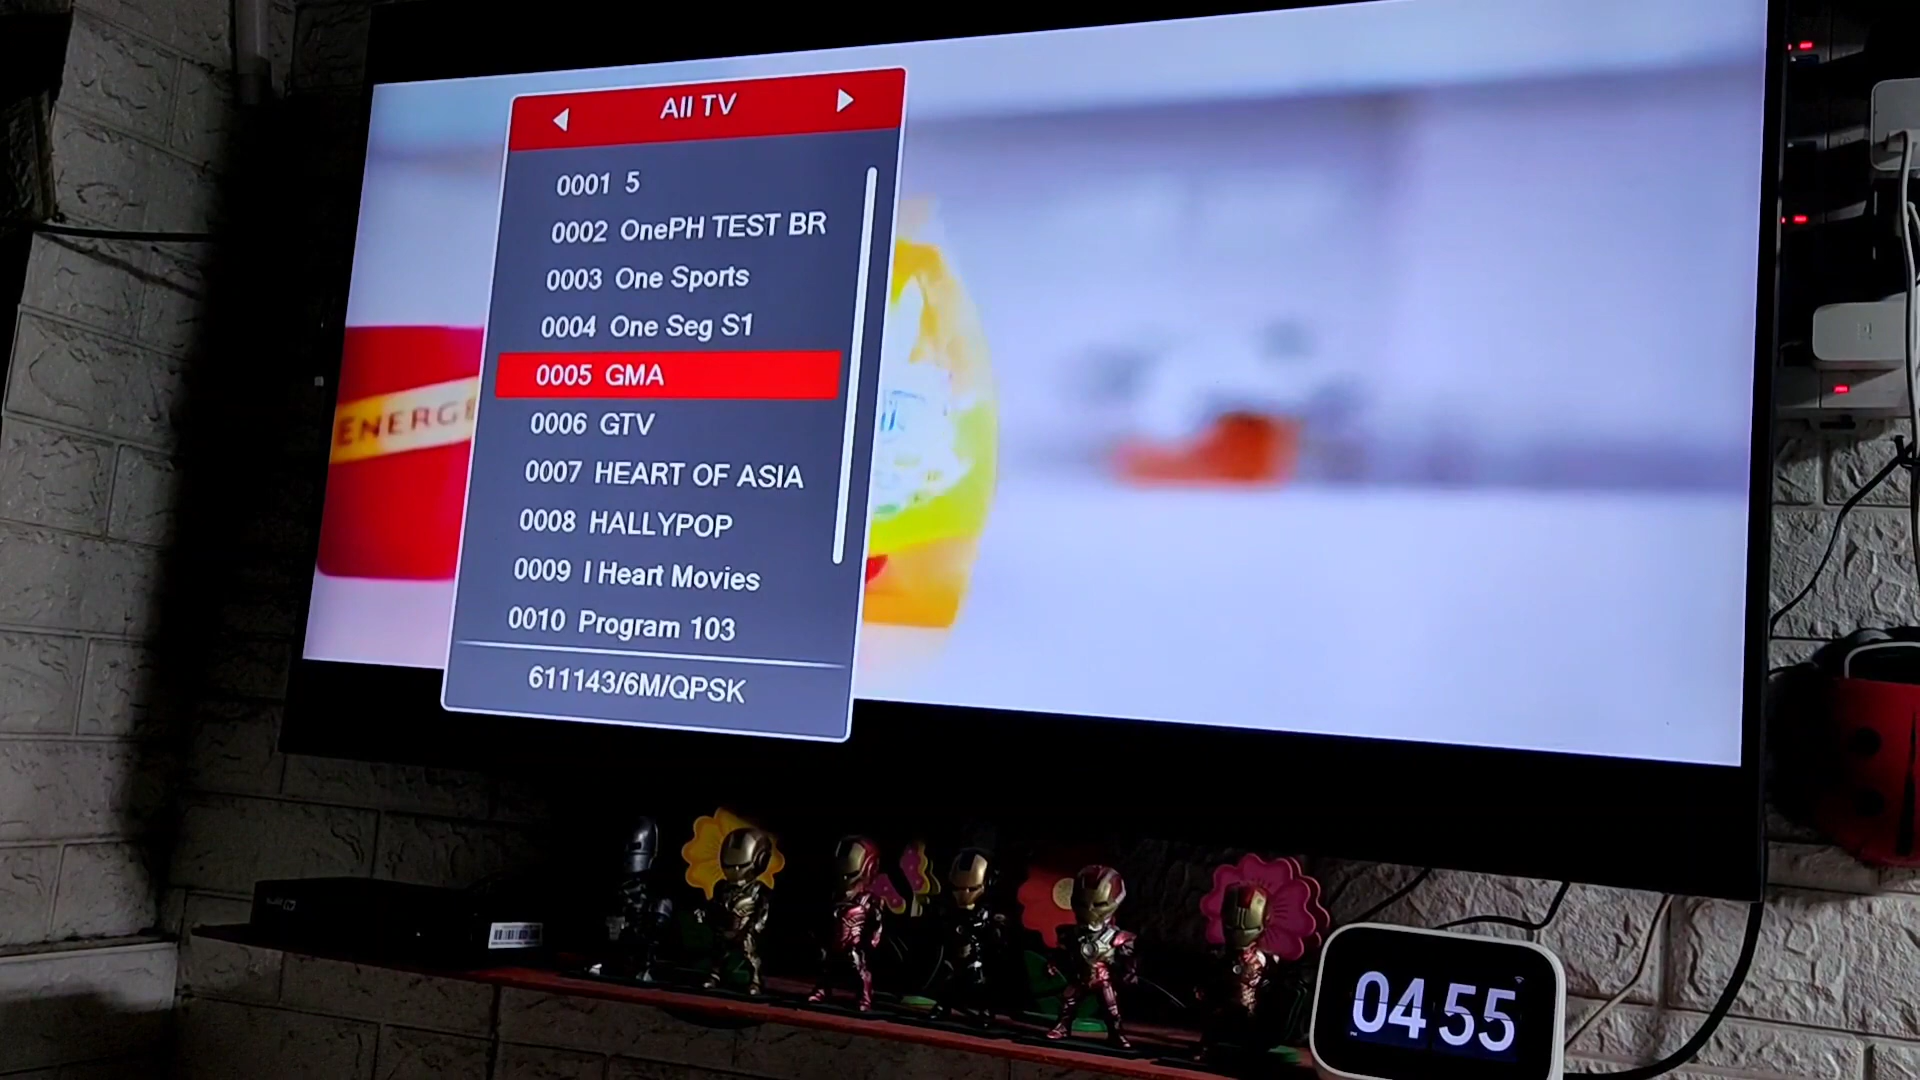 All TV
0001 5
0002 OnePH TEST BR
0003 One Sports
0004 One Seg S1
0005 GMA
0006 GTV
0007 HEART OF ASIA
0008 HALLYPOP
0009 I Heart Movies
0010 Program 103
611143/6M/QPSK
ENERGE
04 55